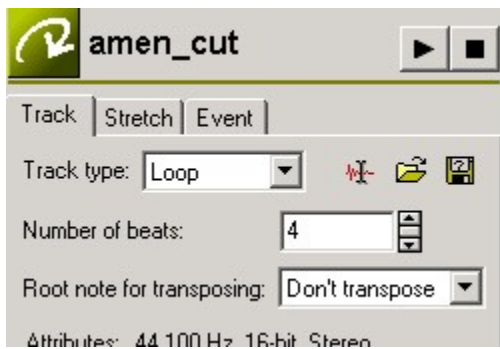 amen_cut
Track Stretch Event
Track type: Loop
Number of beats: 4
Root note for transposing: Don't transpose
Attributes: 44,100 Hz, 16-bit, Stereo